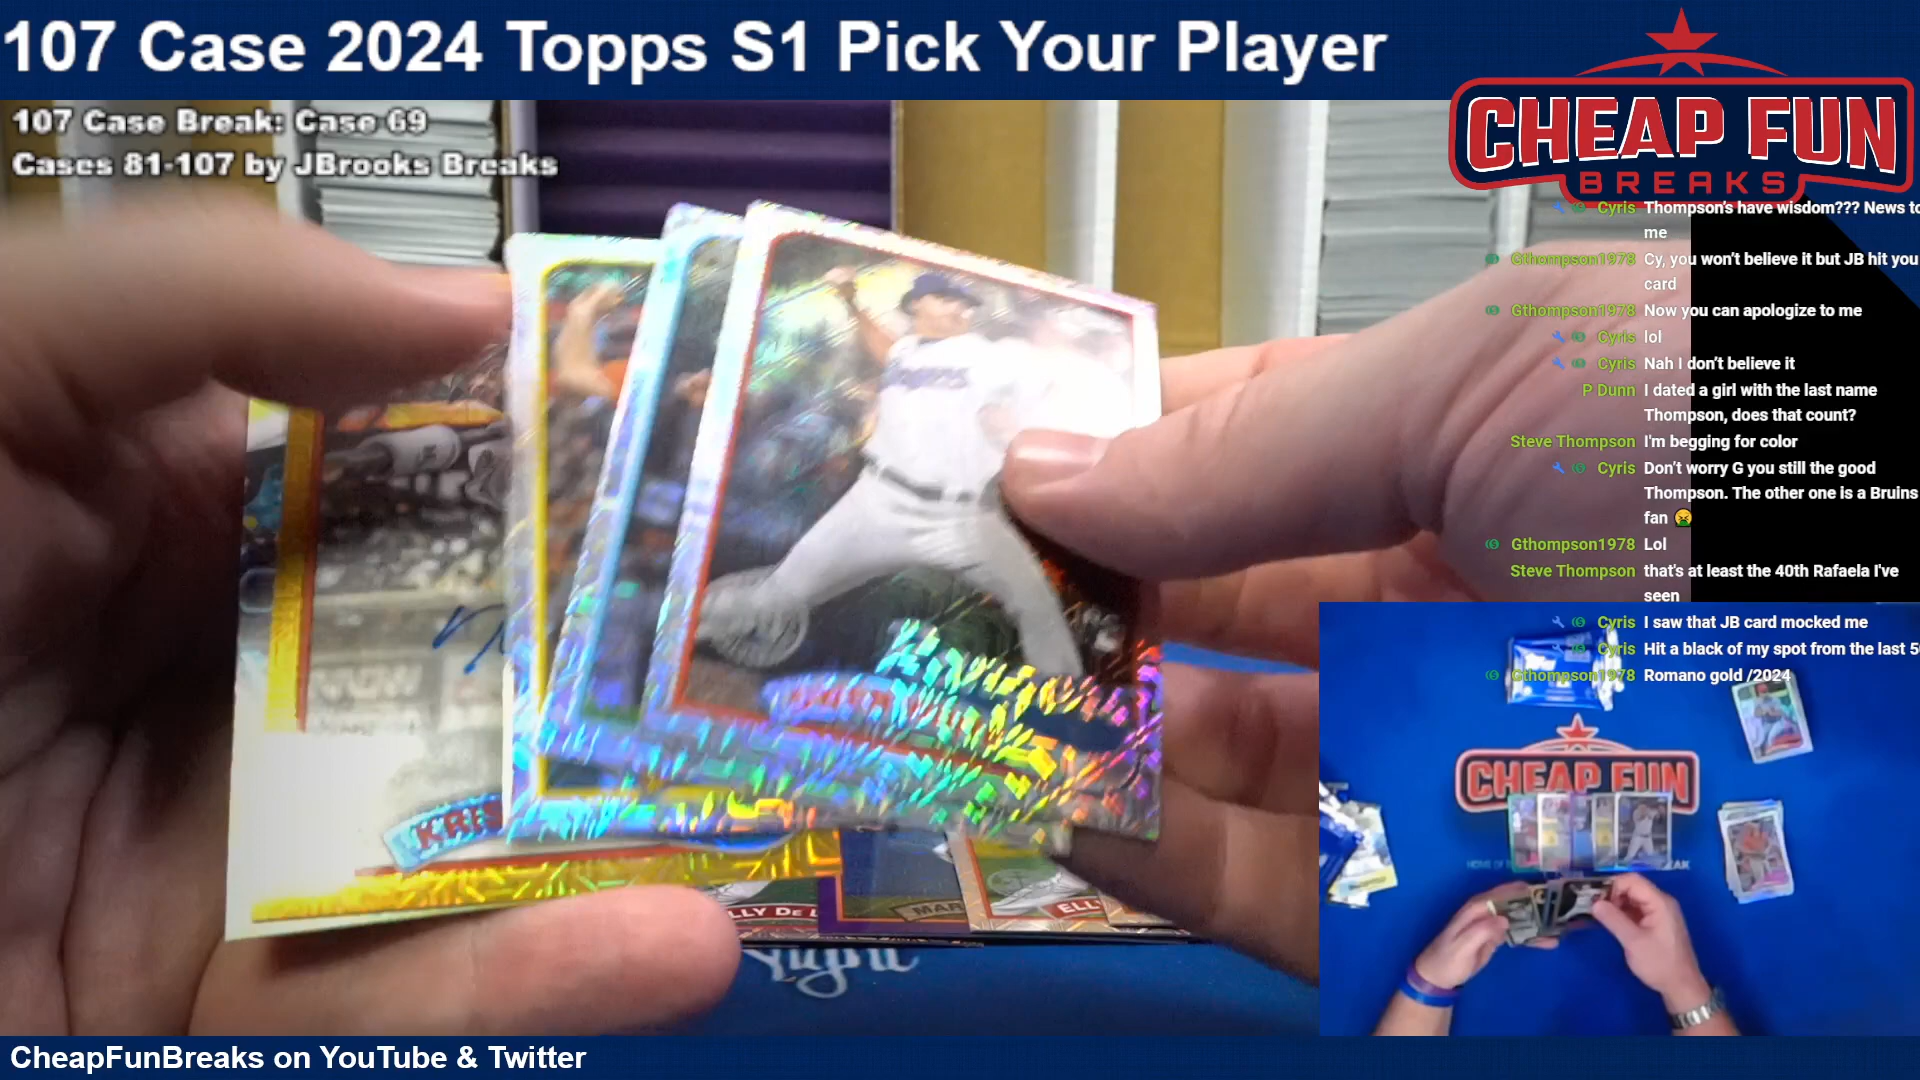 107 Case 2024 Topps S1 Pick Your Player
CHEAP FUN
BREAKS
107 Case Break: Case 69
Cases 81-107 by JBrooks Breaks
Cyris Thompson's have wisdom??? News to
me
Gthompson1978 Cy, you won't believe it but JB hit you
card
Gthompson1978 Now you can apologize to me
Cyris lol
Cyris Nah I don't believe it
P Dunn I dated a girl with the last name
Thompson, does that count?
Steve Thompson I'm begging for color
Cyris Don't worry G you still the good
Thompson. The other one is a Bruins
fan 🤮
Gthompson1978 Lol
Steve Thompson that's at least the 40th Rafaela I've
seen
Cyris I saw that JB card mocked me
Cyris Hit a black of my spot from the last 5
Gthompson1978 Romano gold /2024
CHEAP FUN
KRIS
LLY DE L
MAR
ELLY
CheapFunBreaks on YouTube & Twitter